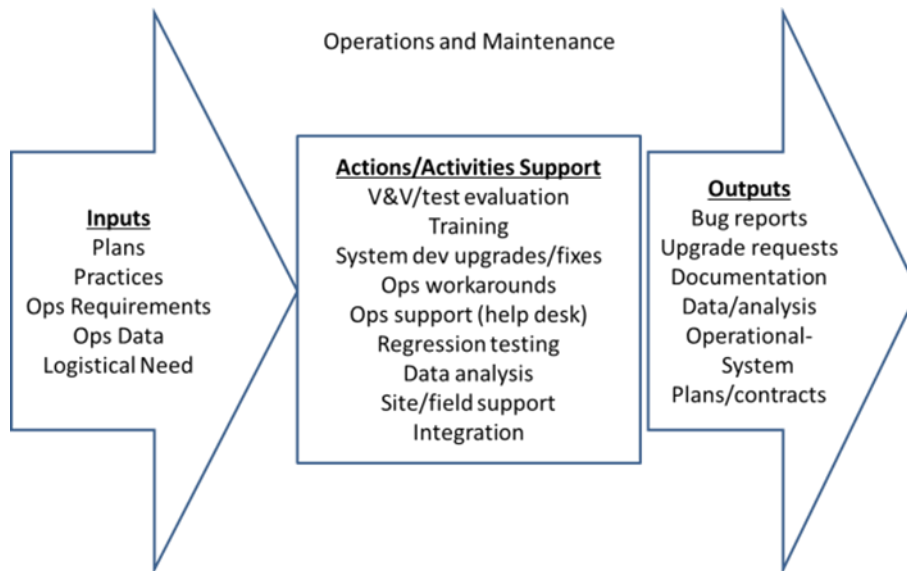 Operations and Maintenance
Inputs
Plans
Practices
Ops Requirements
Ops Data
Logistical Need
Actions/Activities Support
V&V/test evaluation
Training
System dev upgrades/fixes
Ops workarounds
Ops support (help desk)
Regression testing
Data analysis
Site/field support
Integration
Outputs
Bug reports
Upgrade requests
Documentation
Data/analysis
Operational-
System
Plans/contracts